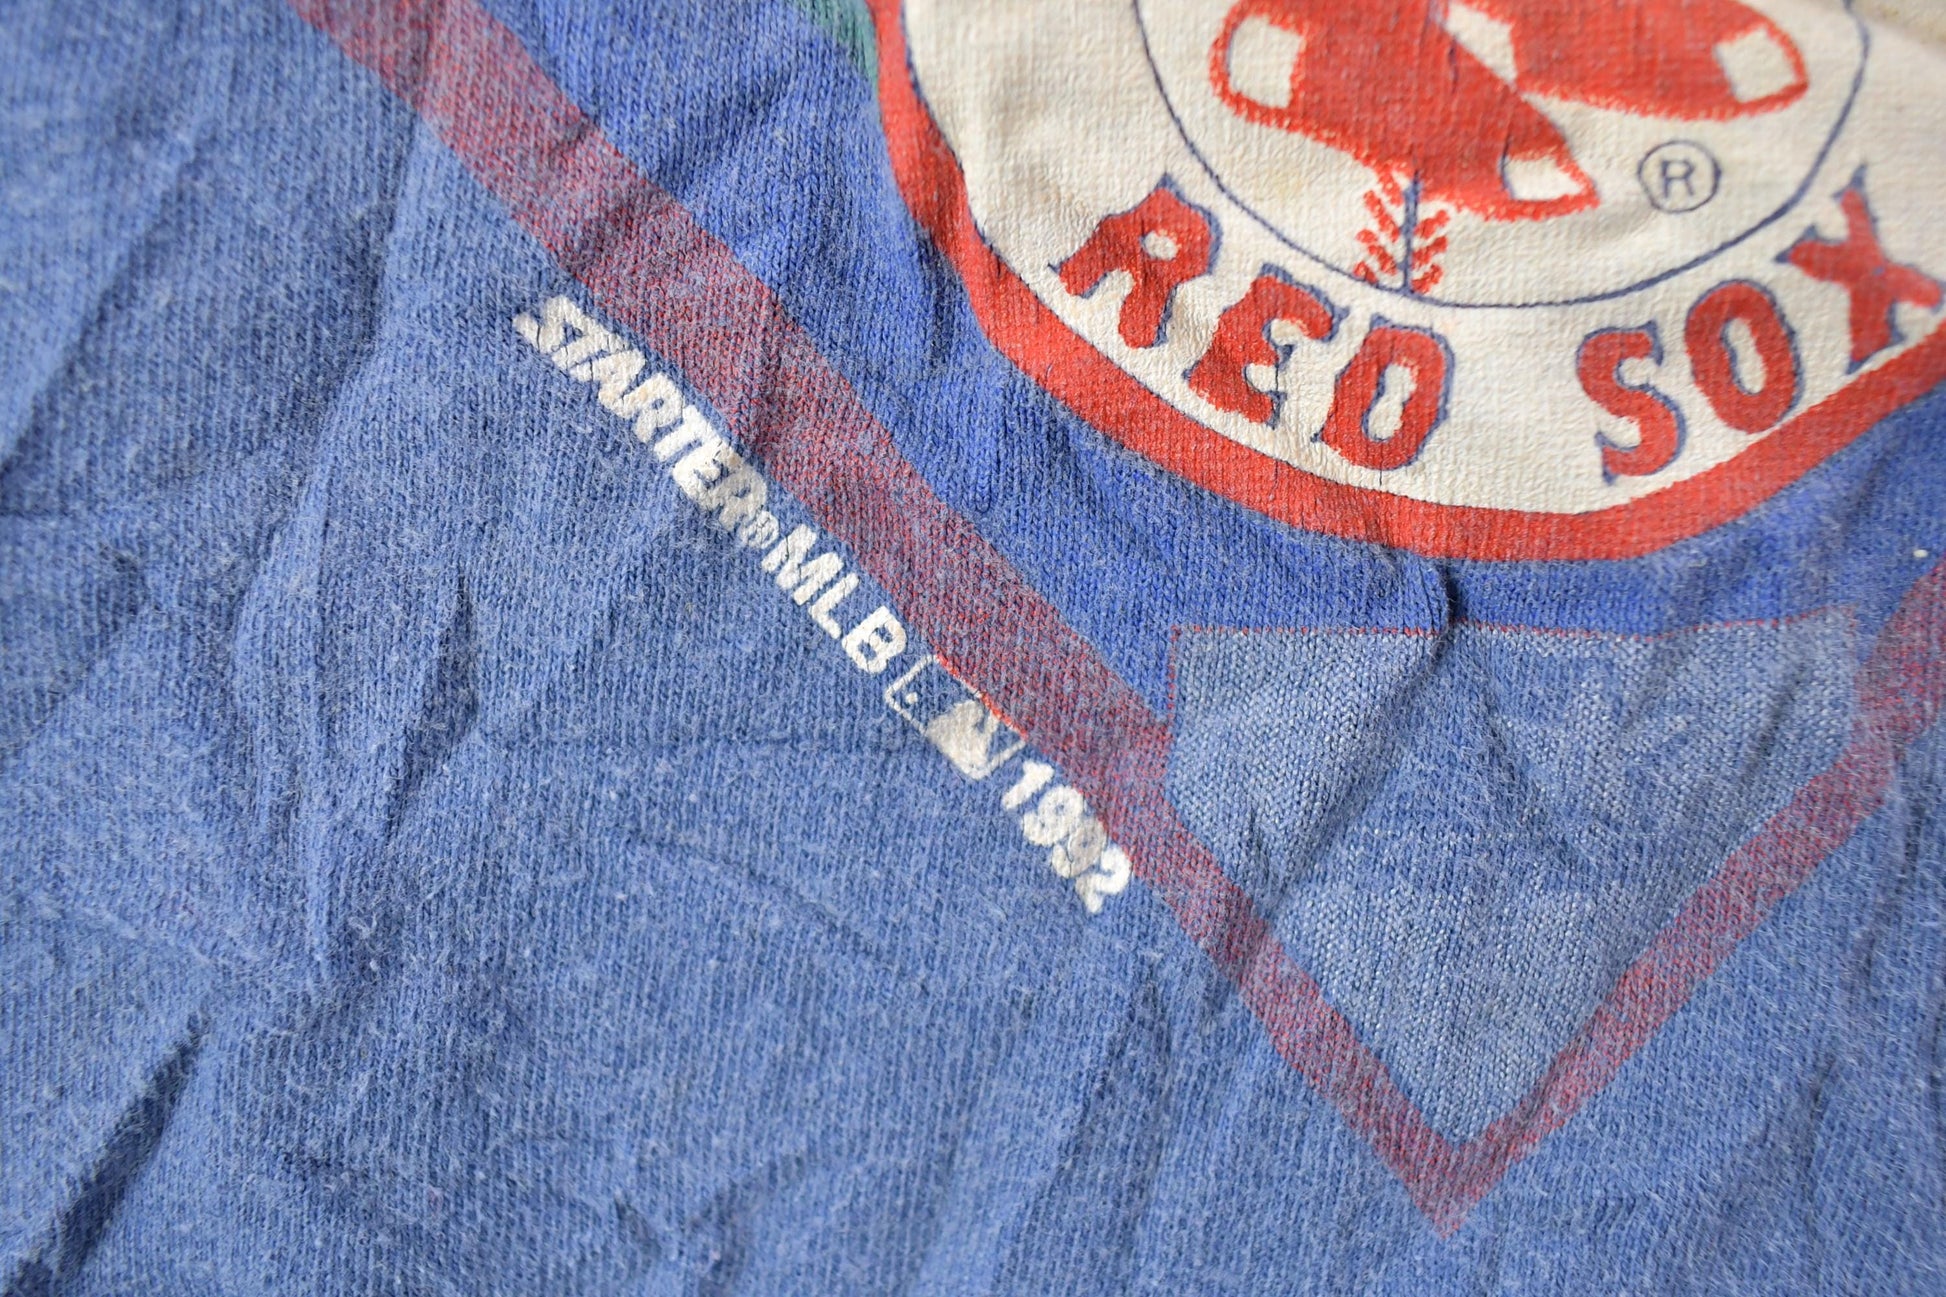 RED SOX
®
STARTER® MLB 1992